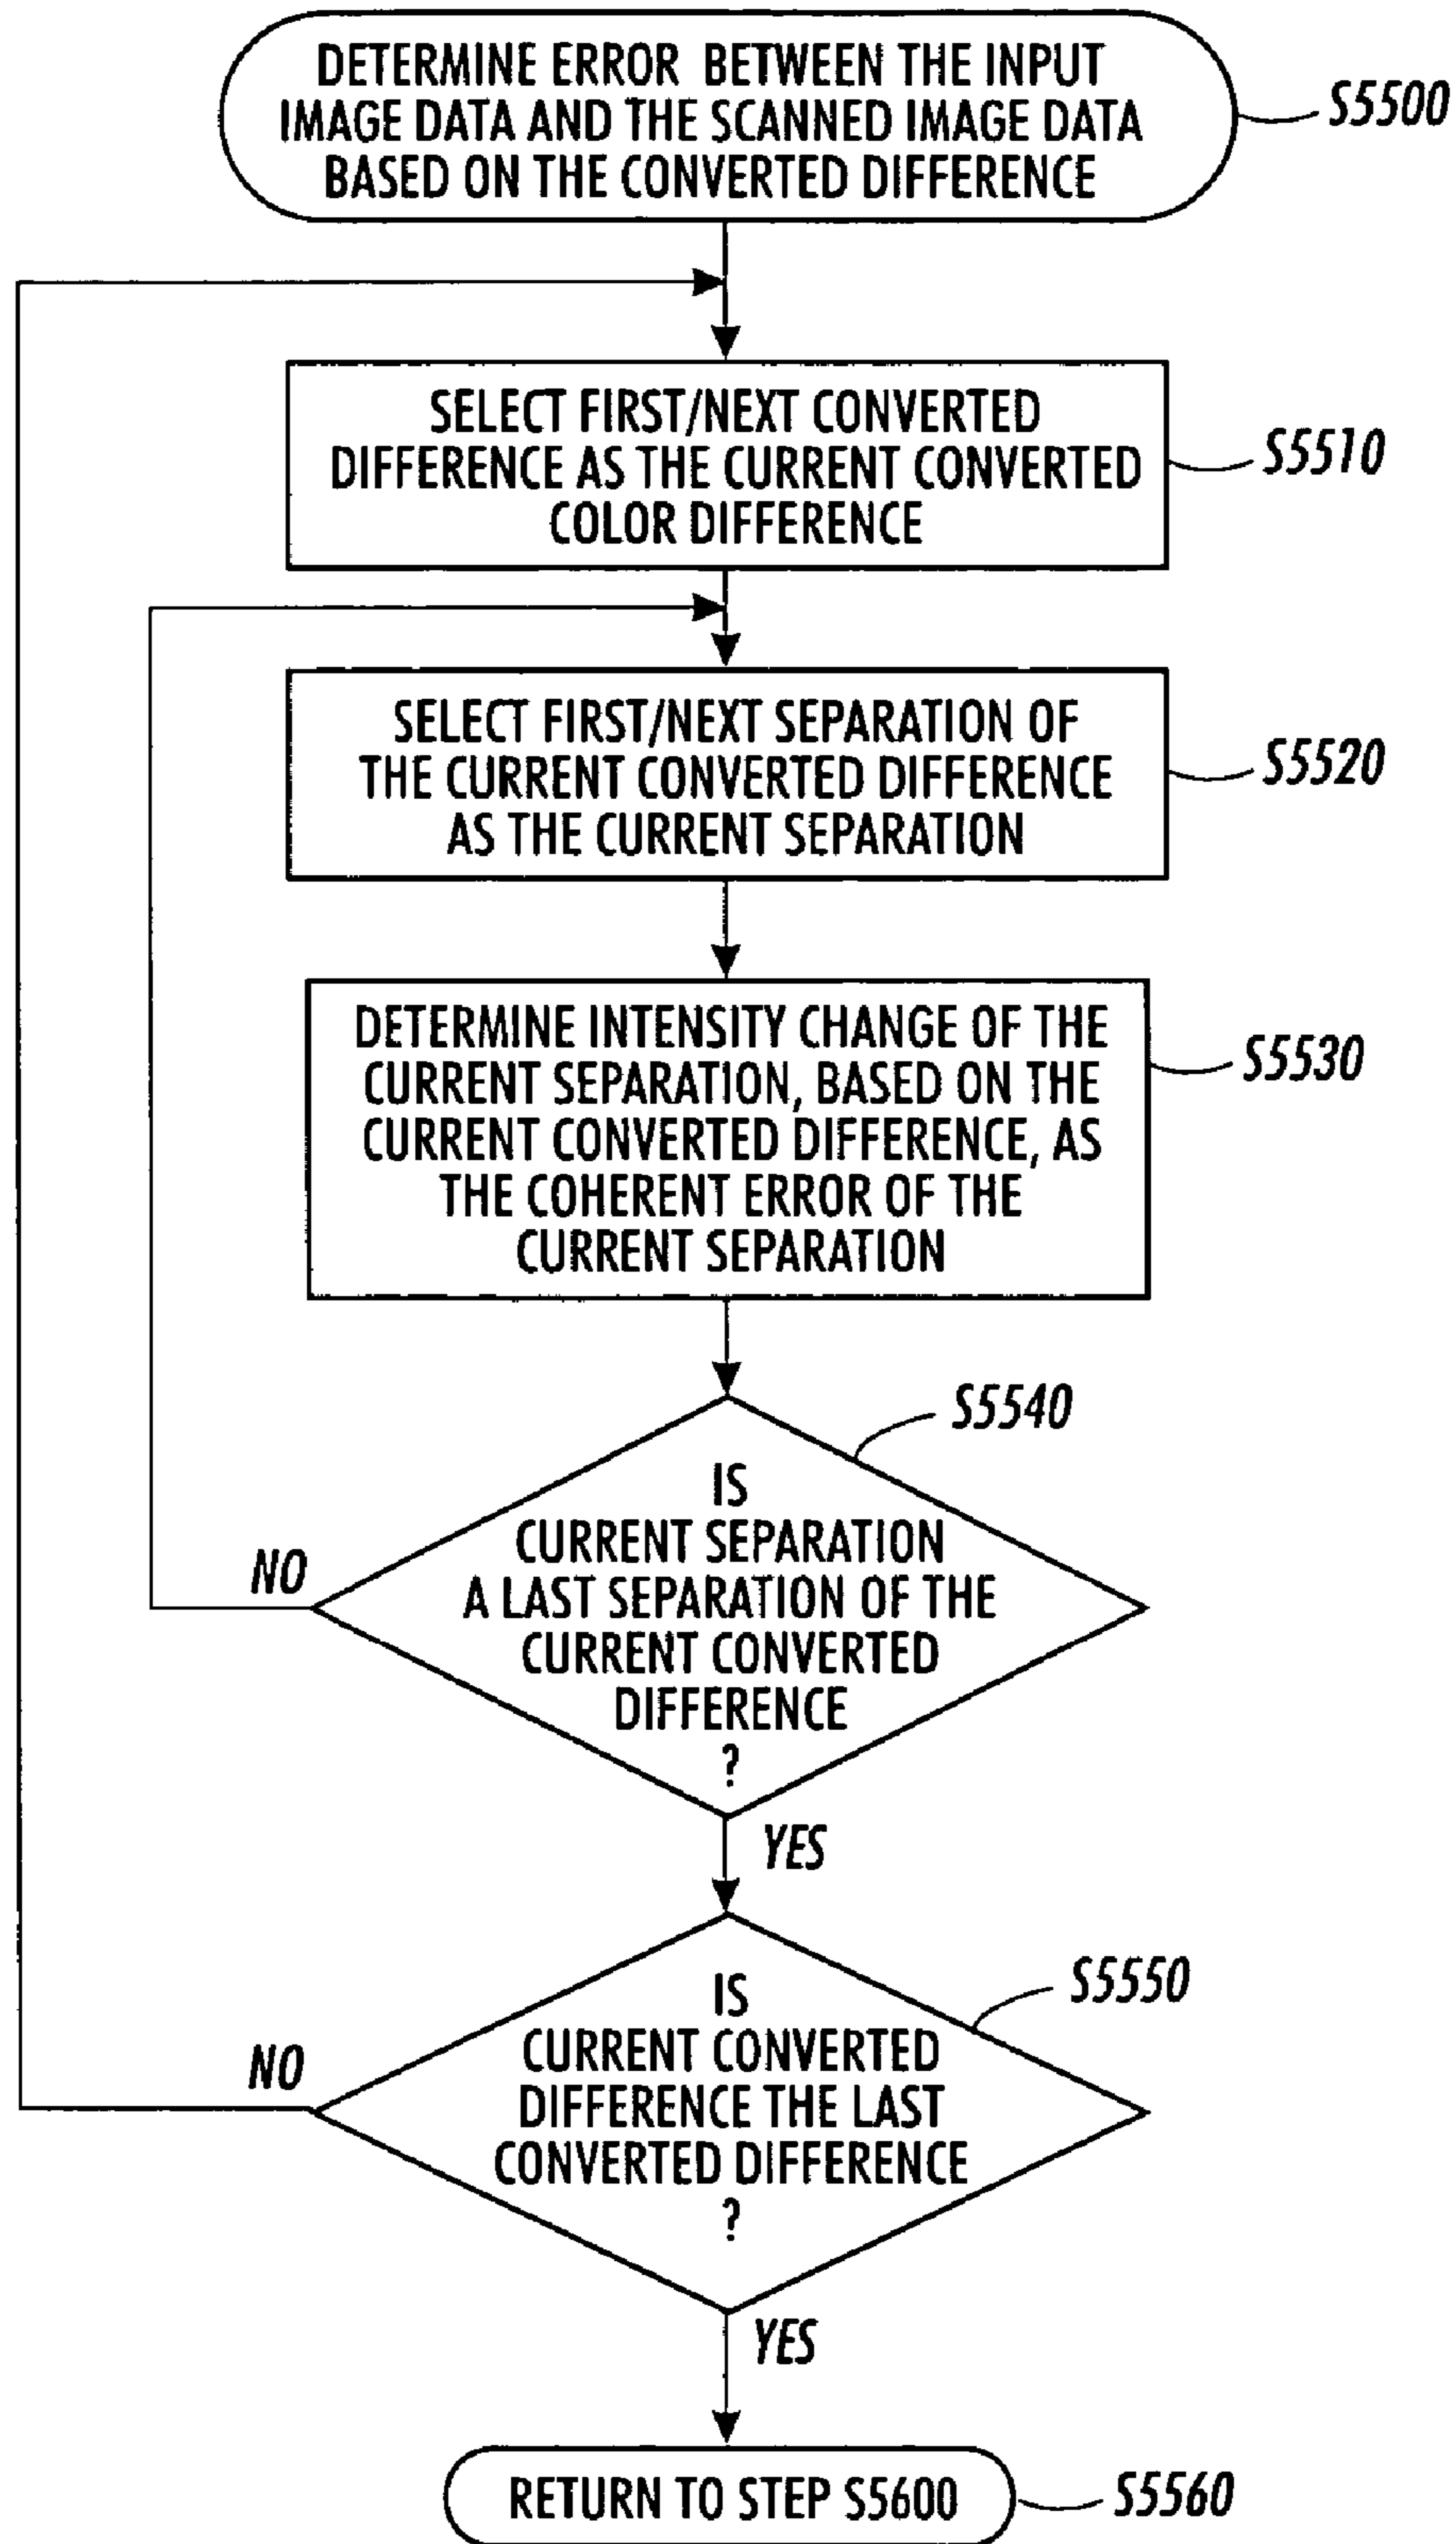 DETERMINE ERROR BETWEEN THE INPUT
IMAGE DATA AND THE SCANNED IMAGE DATA
BASED ON THE CONVERTED DIFFERENCE
S5500
SELECT FIRST/NEXT CONVERTED
DIFFERENCE AS THE CURRENT CONVERTED
COLOR DIFFERENCE
S5510
SELECT FIRST/NEXT SEPARATION OF
THE CURRENT CONVERTED DIFFERENCE
AS THE CURRENT SEPARATION
S5520
DETERMINE INTENSITY CHANGE OF THE
CURRENT SEPARATION, BASED ON THE
CURRENT CONVERTED DIFFERENCE, AS
THE COHERENT ERROR OF THE
CURRENT SEPARATION
S5530
S5540
IS
CURRENT SEPARATION
A LAST SEPARATION OF THE
CURRENT CONVERTED
DIFFERENCE
?
NO
YES
S5550
IS
CURRENT CONVERTED
DIFFERENCE THE LAST
CONVERTED DIFFERENCE
?
NO
YES
RETURN TO STEP S5600
S5560